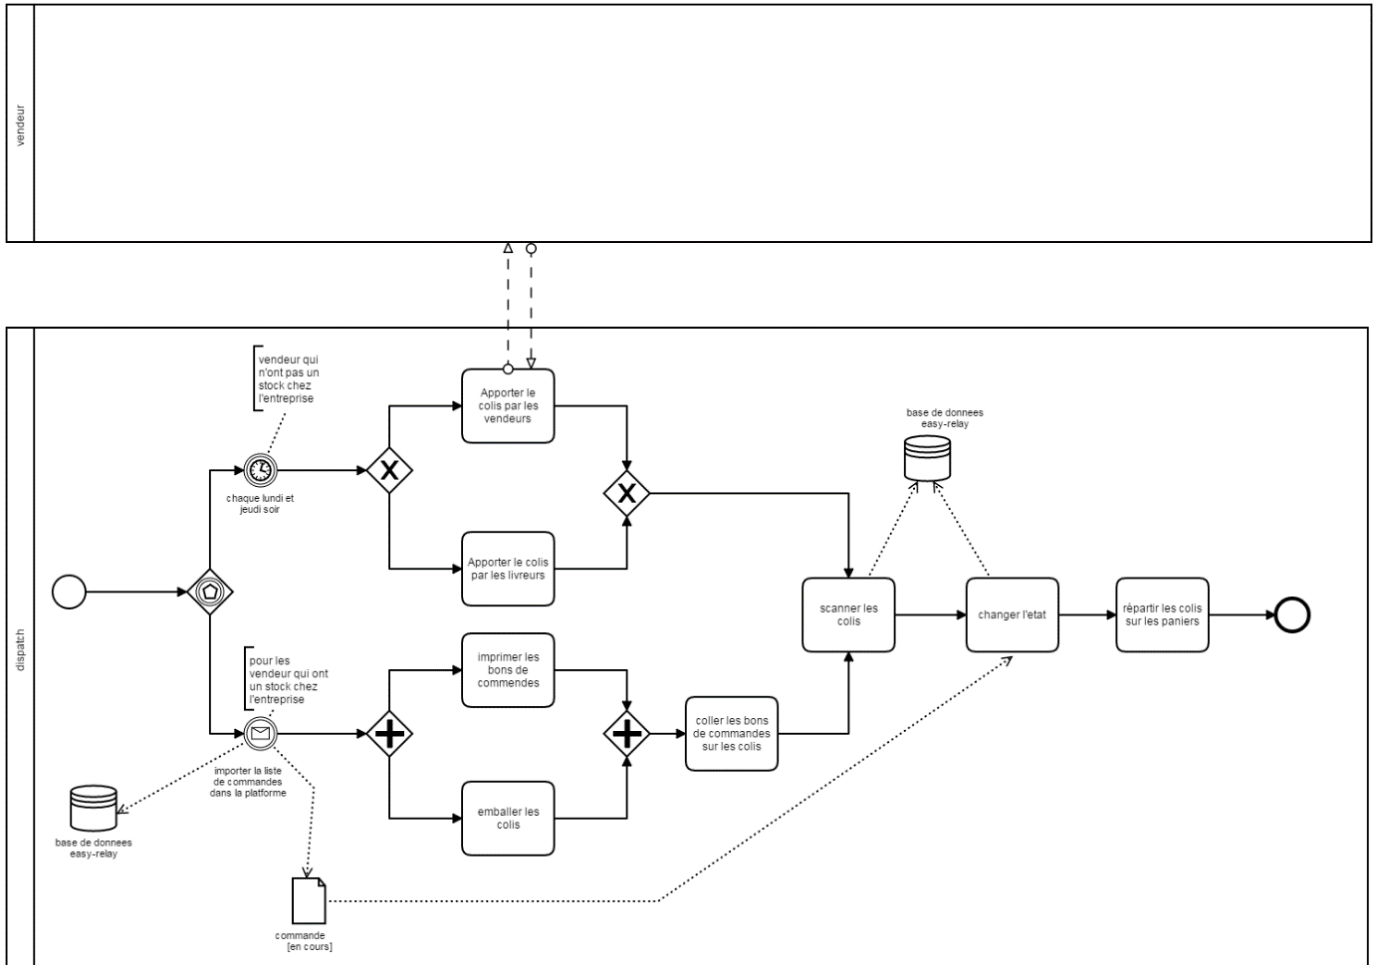 vendeur
dispatch
vendeur qui
n'ont pas un
stock chez
l'entreprise
chaque lundi et
jeudi soir
Apporter le
colis par les
vendeurs
Apporter le colis
par les livreurs
base de donnees
easy-relay
scanner les
colis
changer l'etat
répartir les colis
sur les paniers
pour les
vendeur qui ont
un stock chez
l'entreprise
importer la liste
de commandes
dans la platforme
imprimer les
bons de
commendes
emballer les
colis
coller les bons
de commandes
sur les colis
base de donnees
easy-relay
commande
[en cours]